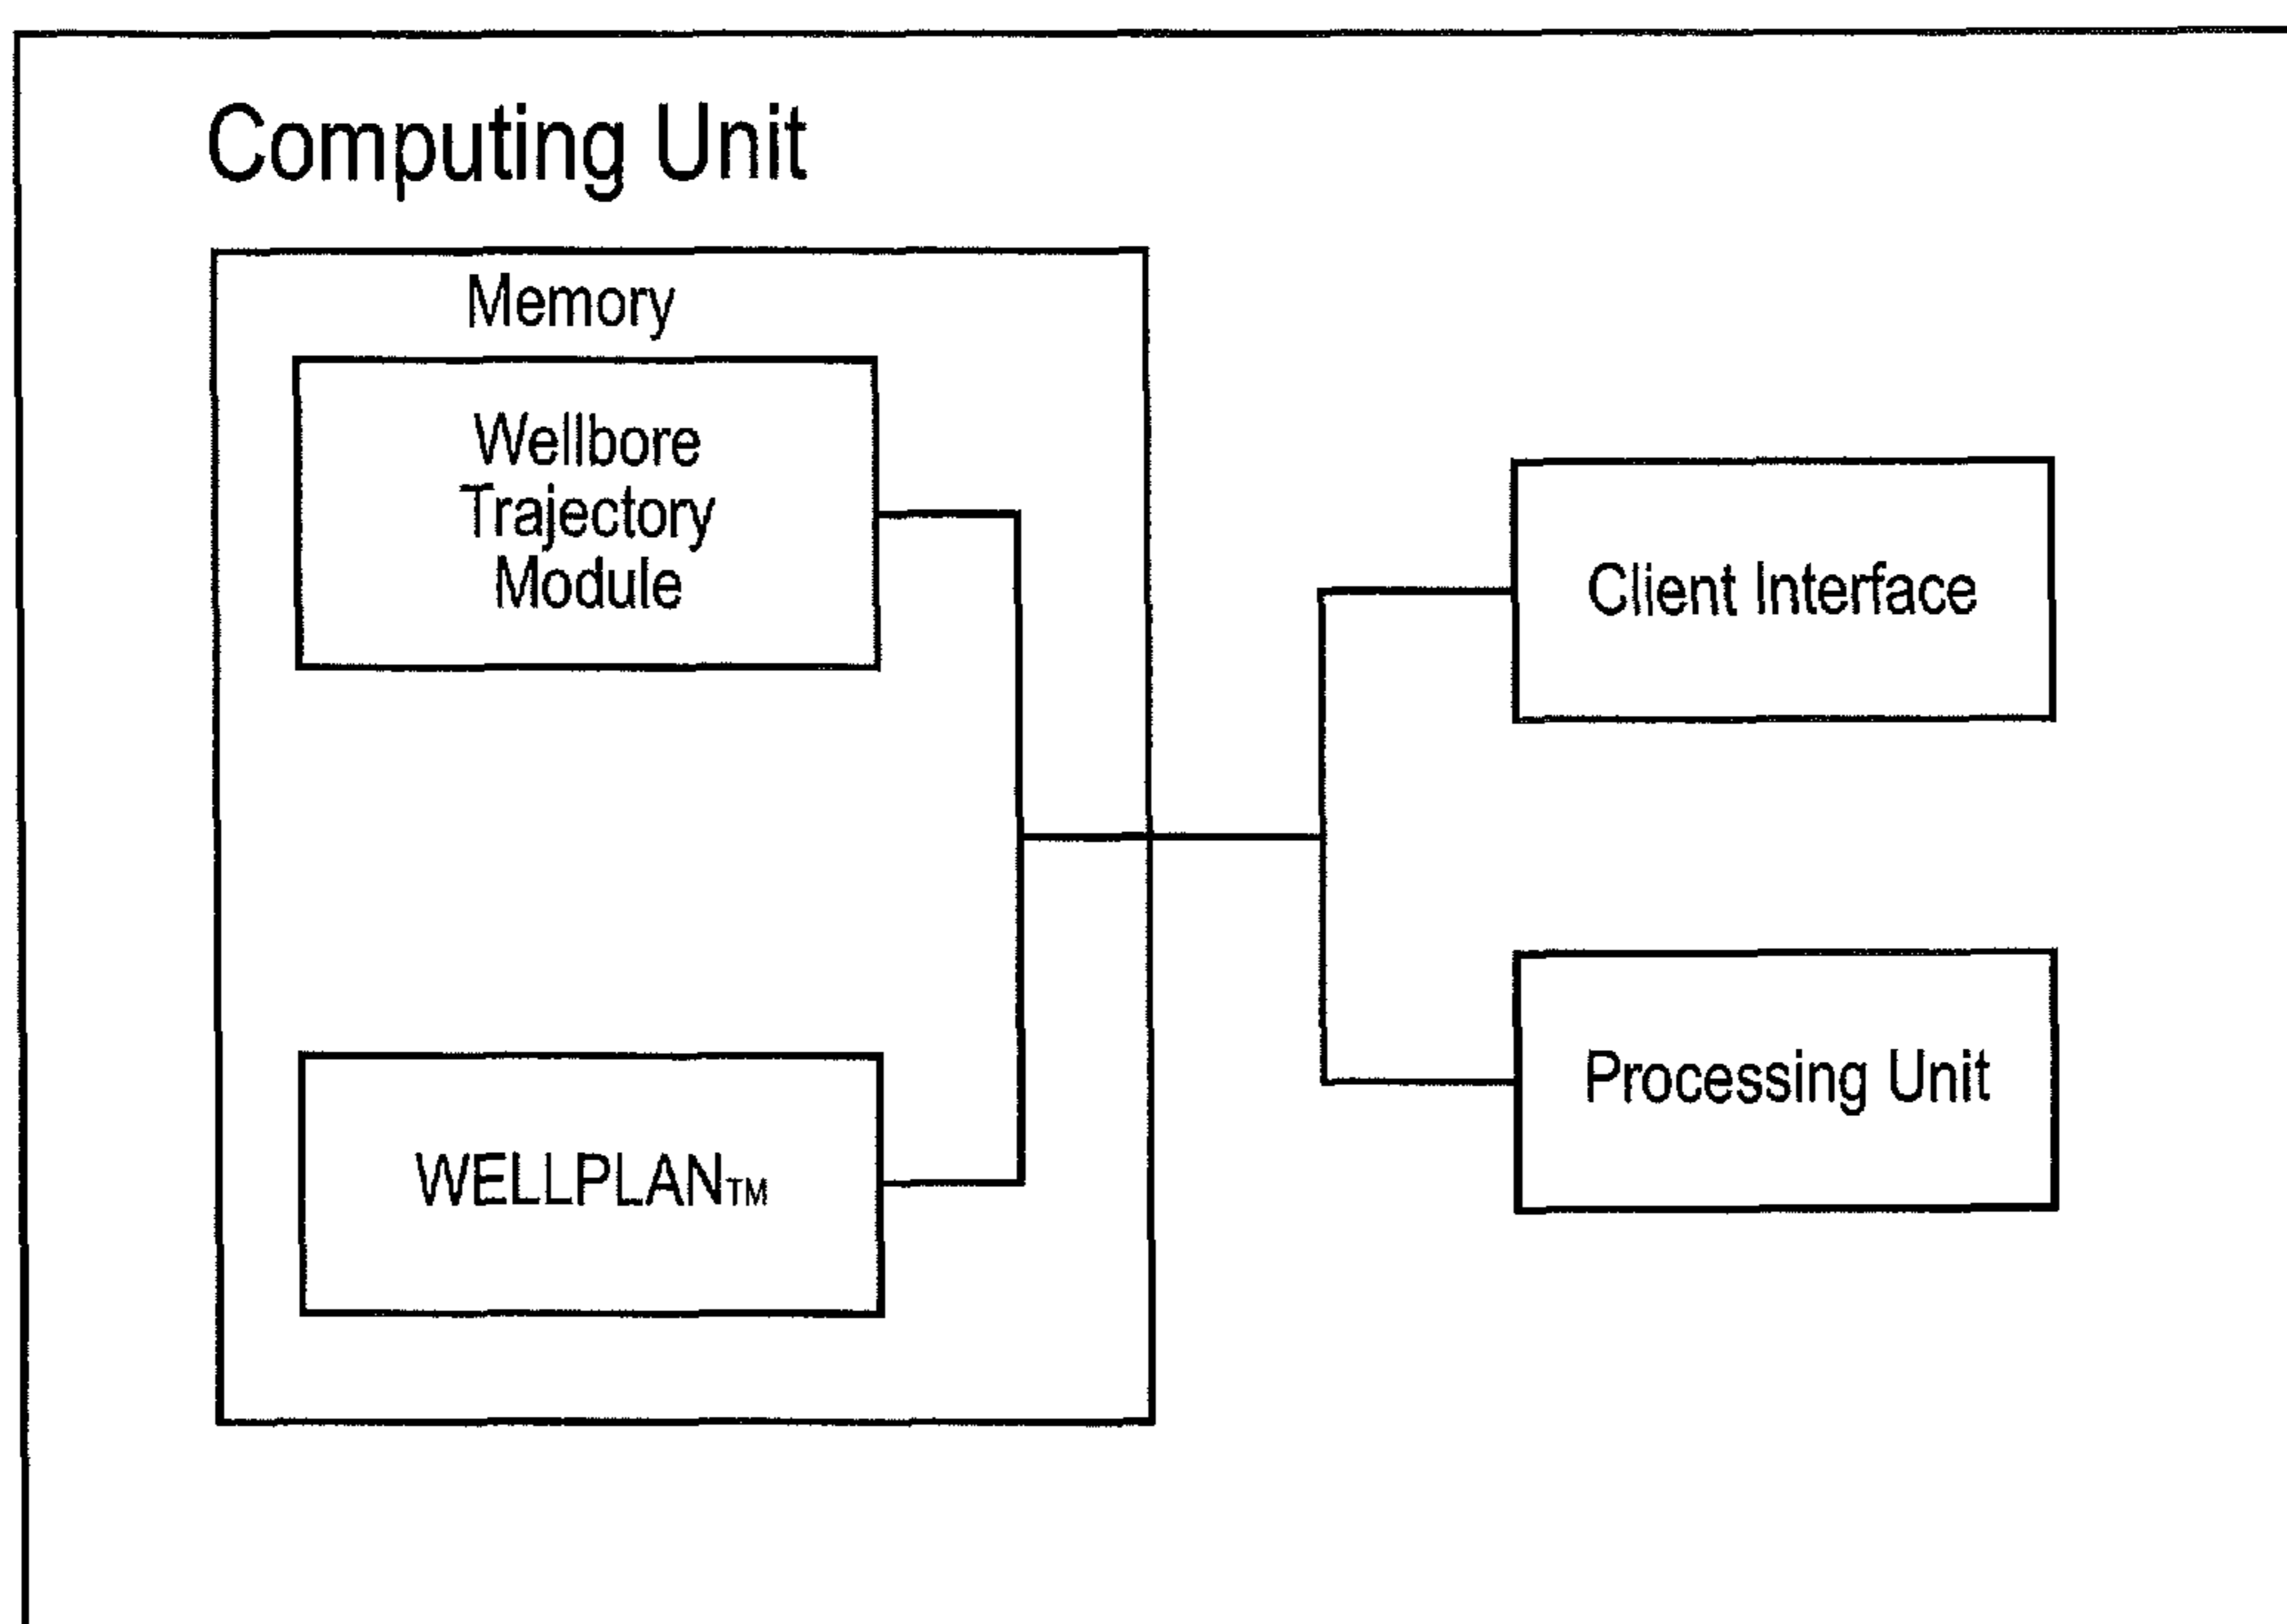 Computing Unit
Memory
Wellbore
Trajectory
Module
Client Interface
Processing Unit
WELLPLAN™